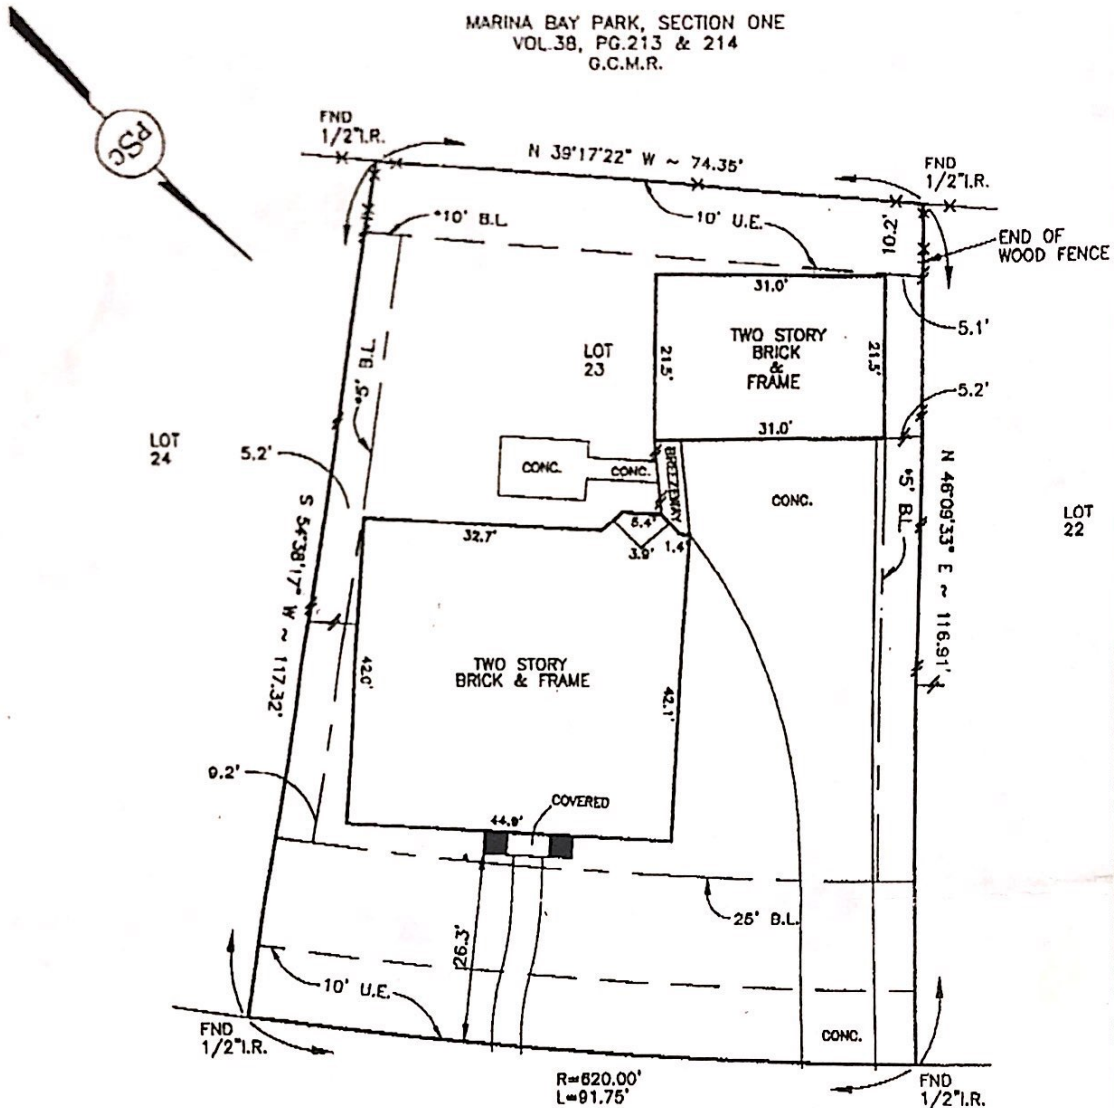 MARINA BAY PARK, SECTION ONE
VOL.38, PG.213 & 214
G.C.M.R.
PSC
FND
1/2"I.R.
N 39°17'22" W ~ 74.35'
FND
1/2"I.R.
*10' B.L.
10' U.E.
10.2'
END OF
WOOD FENCE
31.0'
5.1'
TWO STORY
BRICK
&
FRAME
LOT
23
21.5'
21.5'
*5' B.L.
31.0'
5.2'
LOT
24
5.2'
CONC.
CONC.
BREEZEWAY
CONC.
*5' B.L.
N 46°09'33" E ~ 116.91'
LOT
22
S 54°38'17" W ~ 117.32'
32.7'
5.4'
3.9'
1.4'
42.0'
TWO STORY
BRICK & FRAME
42.1'
9.2'
44.9'
COVERED
25' B.L.
26.3'
10' U.E.
CONC.
FND
1/2"I.R.
R=620.00'
L=91.75'
FND
1/2"I.R.